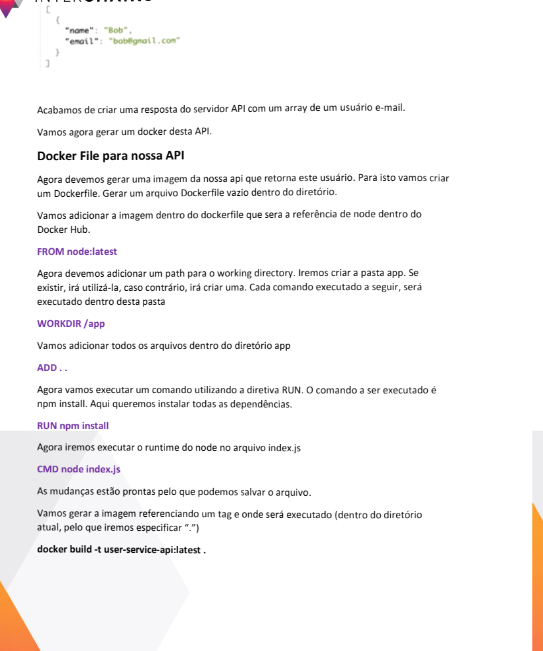 [
{
"name": "Bob",
"email": "bob@gmail.com"
}
]
Acabamos de criar uma resposta do servidor API com um array de um usuário e-mail.
Vamos agora gerar um docker desta API.
Docker File para nossa API
Agora devemos gerar uma imagem da nossa api que retorna este usuário. Para isto vamos criar
um Dockerfile. Gerar um arquivo Dockerfile vazio dentro do diretório.
Vamos adicionar a imagem dentro do dockerfile que sera a referência de node dentro do
Docker Hub.
FROM node:latest
Agora devemos adicionar um path para o working directory. Iremos criar a pasta app. Se
existir, irá utilizá-la, caso contrário, irá criar uma. Cada comando executado a seguir, será
executado dentro desta pasta
WORKDIR /app
Vamos adicionar todos os arquivos dentro do diretório app
ADD . .
Agora vamos executar um comando utilizando a diretiva RUN. O comando a ser executado é
npm install. Aqui queremos instalar todas as dependências.
RUN npm install
Agora iremos executar o runtime do node no arquivo index.js
CMD node index.js
As mudanças estão prontas pelo que podemos salvar o arquivo.
Vamos gerar a imagem referenciando um tag e onde será executado (dentro do diretório
atual, pelo que iremos especificar “.”)
docker build -t user-service-api:latest .